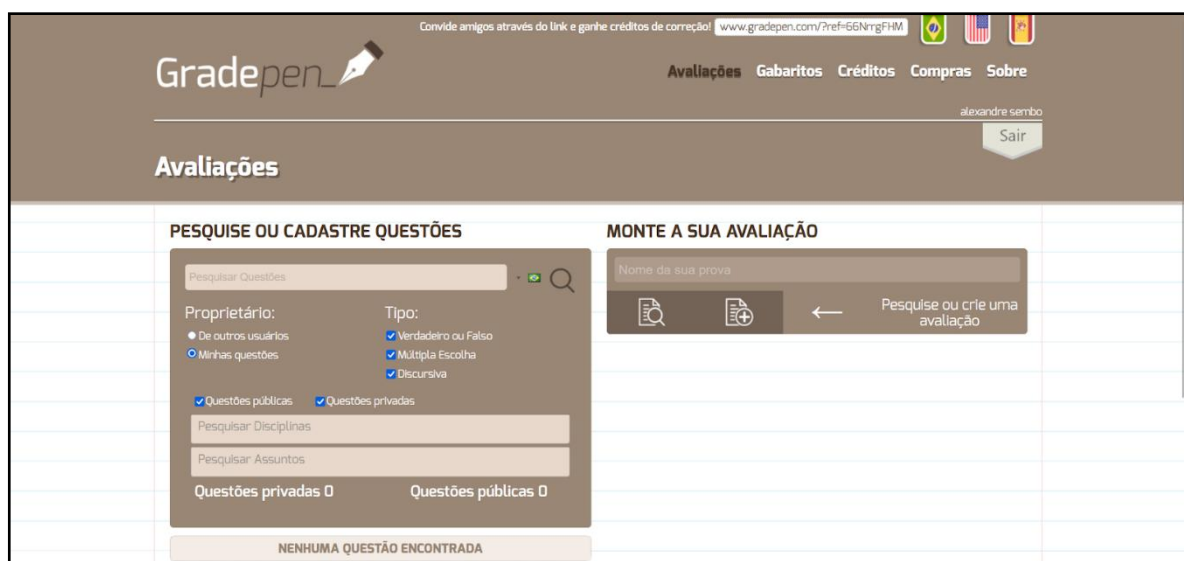 Convide amigos através do link e ganhe créditos de correção! www.gradepen.com/?ref=66NrrgFHM
Gradepen_
Avaliações Gabaritos Créditos Compras Sobre
alexandre sembo
Sair
Avaliações
PESQUISE OU CADASTRE QUESTÕES
Pesquisar Questões
Proprietário:
De outros usuários
Minhas questões
Tipo:
Verdadeiro ou Falso
Múltipla Escolha
Discursiva
Questões públicas Questões privadas
Pesquisar Disciplinas
Pesquisar Assuntos
Questões privadas 0 Questões públicas 0
NENHUMA QUESTÃO ENCONTRADA
MONTE A SUA AVALIAÇÃO
Nome da sua prova
Pesquise ou crie uma
avaliação